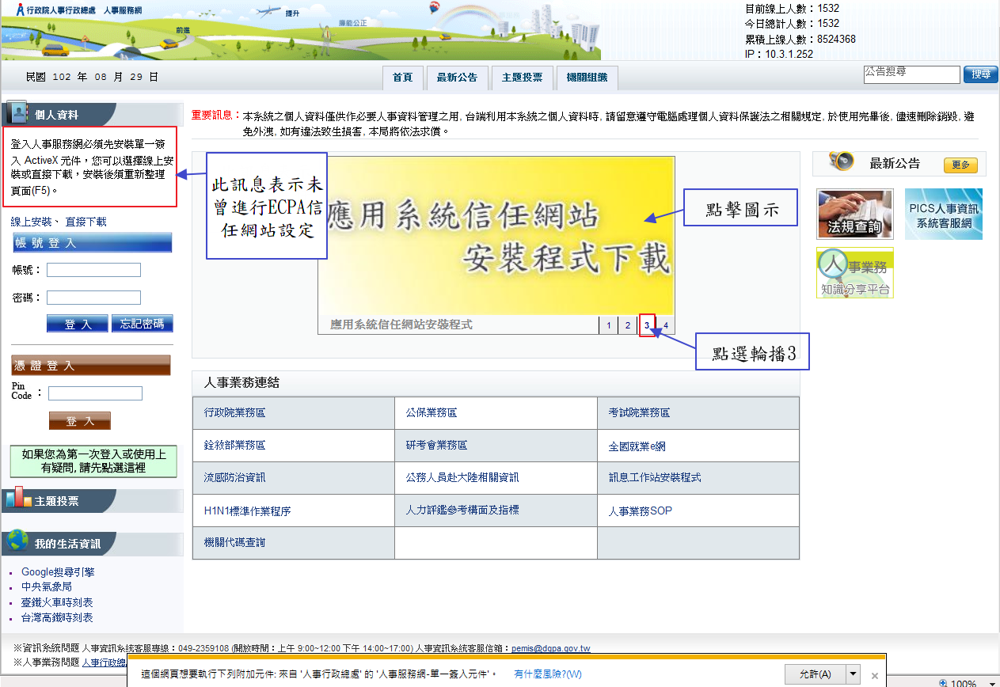 行政院人事行政總處 人事服務網
提升
前進
廉能公正
目前線上人數：1532
今日總計人數：1532
累積上線人數：8524368
IP：10.3.1.252
民國 102 年 08 月 29 日
首頁
最新公告
主題投票
機關組織
公告搜尋
搜尋
個人資料
登入人事服務網必須先安裝單一簽
入 ActiveX 元件，您可以選擇線上安
裝或直接下載，安裝後須重新整理
頁面(F5)。
線上安裝、 直接下載
帳 號 登 入
帳號：
密碼：
登 入
忘記密碼
憑 證 登 入
Pin
Code ：
登 入
如果您為第一次登入或使用上
有疑問, 請先點選這裡
主題投票
我的生活資訊
Google搜尋引擎
中央氣象局
臺鐵火車時刻表
台灣高鐵時刻表
重要訊息：本系統之個人資料僅供作必要人事資料管理之用, 台端利用本系統之個人資料時, 請留意遵守電腦處理個人資料保護法之相關規定, 於使用完畢後, 儘速刪除銷毀, 避
免外洩, 如有違法致生損害, 本局將依法求償。
此訊息表示未
曾進行ECPA信
任網站設定
應用系統信任網站
安裝程式下載
應用系統信任網站安裝程式
1 2 3 4
點擊圖示
點選輪播3
最新公告
更多
法規查詢
PICS人事資訊
系統客服網
人事業務
知識分享平台
人事業務連結
行政院業務區
公保業務區
考試院業務區
銓敘部業務區
研考會業務區
全國就業e網
流感防治資訊
公務人員赴大陸相關資訊
訊息工作站安裝程式
H1N1標準作業程序
人力評鑑參考構面及指標
人事業務SOP
機關代碼查詢
※資訊系統問題 人事資訊系統客服專線：049-2359108 (開放時間：上午 9:00~12:00 下午 14:00~17:00) 人事資訊系統客服信箱：pemis@dgpa.gov.tw
※人事業務問題 人事行政總
這個網頁想要執行下列附加元件: 來自 '人事行政總處' 的 '人事服務網-單一簽入元件'。 有什麼風險?(W)
允許(A)
100%